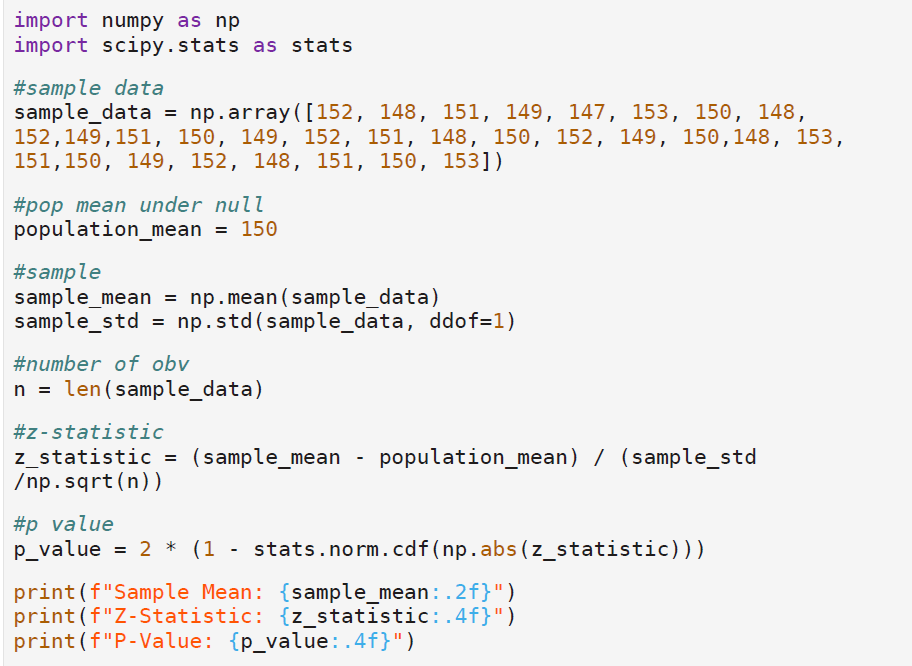 import numpy as np
import scipy.stats as stats
#sample data
sample_data = np.array([152, 148, 151, 149, 147, 153, 150, 148,
152,149,151, 150, 149, 152, 151, 148, 150, 152, 149, 150,148, 153,
151,150, 149, 152, 148, 151, 150, 153])
#pop mean under null
population_mean = 150
#sample
sample_mean = np.mean(sample_data)
sample_std = np.std(sample_data, ddof=1)
#number of obv
n = len(sample_data)
#z-statistic
z_statistic = (sample_mean - population_mean) / (sample_std
/np.sqrt(n))
#p value
p_value = 2 * (1 - stats.norm.cdf(np.abs(z_statistic)))
print(f"Sample Mean: {sample_mean:.2f}")
print(f"Z-Statistic: {z_statistic:.4f}")
print(f"P-Value: {p_value:.4f}")